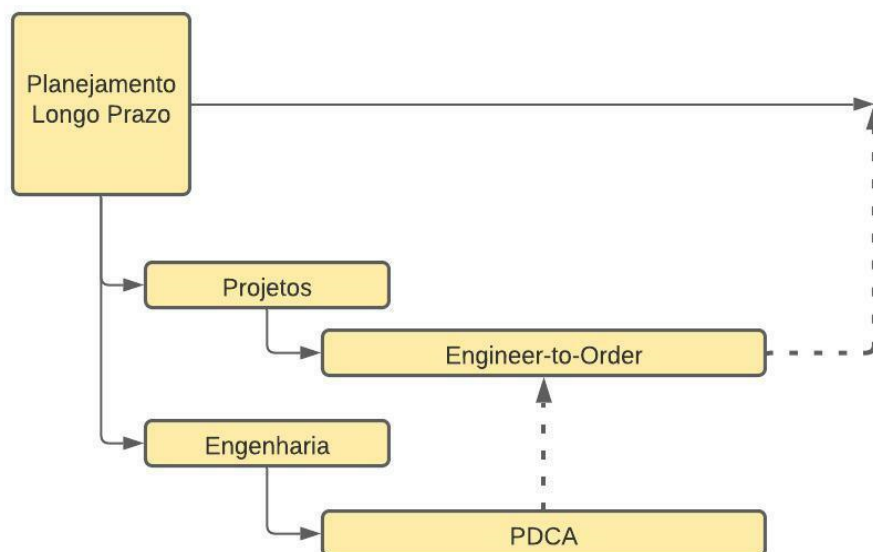 Planejamento
Longo Prazo
Projetos
Engineer-to-Order
Engenharia
PDCA